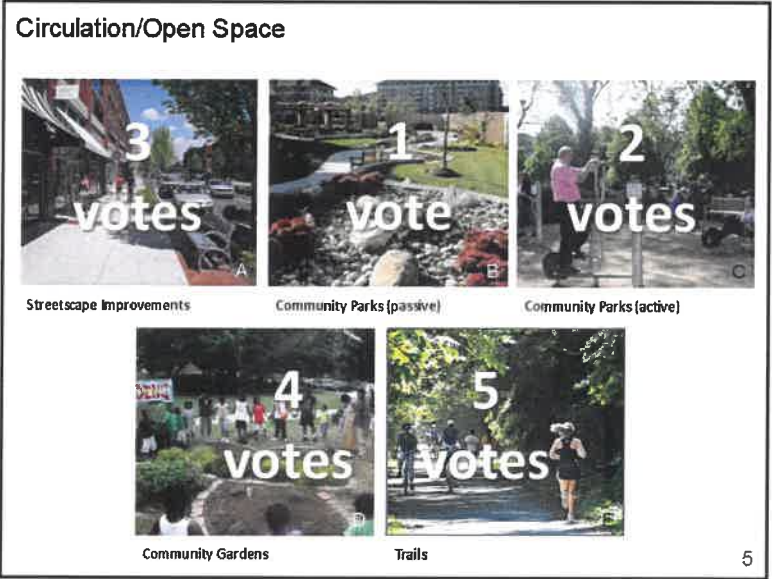 Circulation/Open Space
3
votes
A
Streetscape Improvements
1
vote
B
Community Parks (passive)
2
votes
C
Community Parks (active)
4
votes
D
Community Gardens
5
votes
E
Trails
5